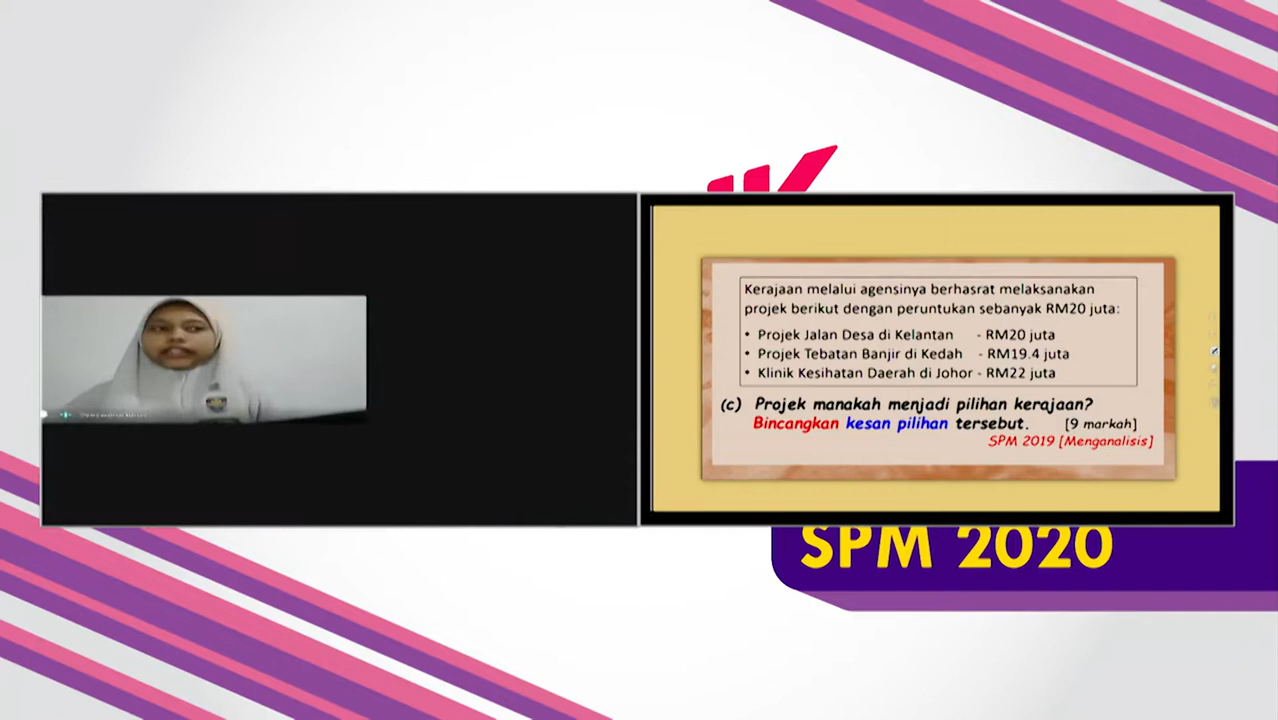 Kerajaan melalui agensinya berhasrat melaksanakan
projek berikut dengan peruntukan sebanyak RM20 juta:
• Projek Jalan Desa di Kelantan - RM20 juta
• Projek Tebatan Banjir di Kedah - RM19.4 juta
• Klinik Kesihatan Daerah di Johor - RM22 juta
(c) Projek manakah menjadi pilihan kerajaan?
Bincangkan kesan pilihan tersebut. [9 markah]
SPM 2019 [Menganalisis]
SPM 2020